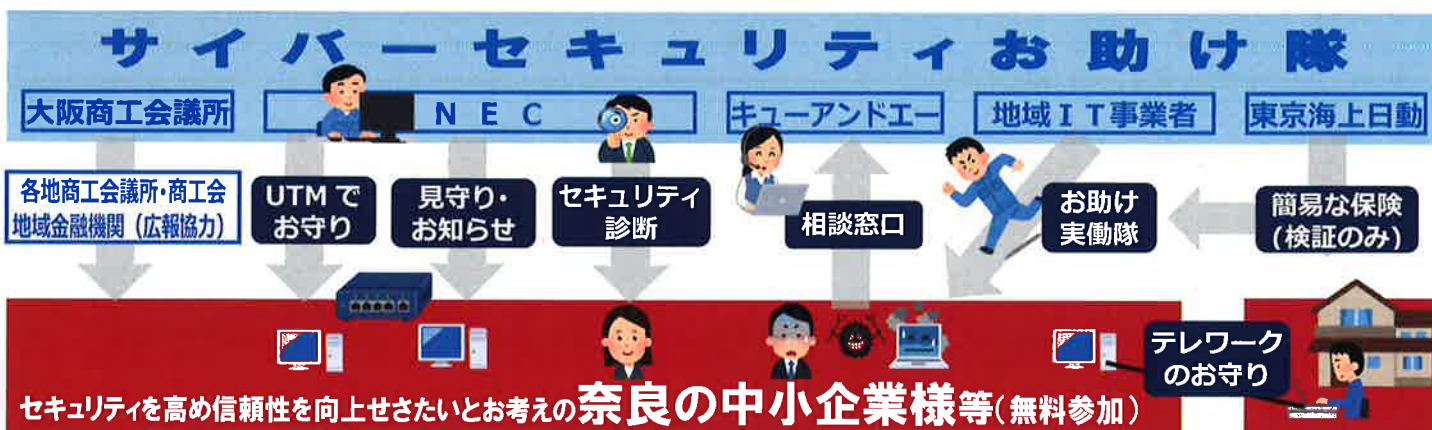 サイバーセキュリティお助け隊
大阪商工会議所
NEC
キューアンドエー
地域IT事業者
東京海上日動
各地商工会議所・商工会
地域金融機関（広報協力）
UTMで
お守り
見守り・
お知らせ
セキュリティ
診断
相談窓口
お助け
実働隊
簡易な保険
(検証のみ)
テレワーク
のお守り
セキュリティを高め信頼性を向上せさたいとお考えの奈良の中小企業様等(無料参加)